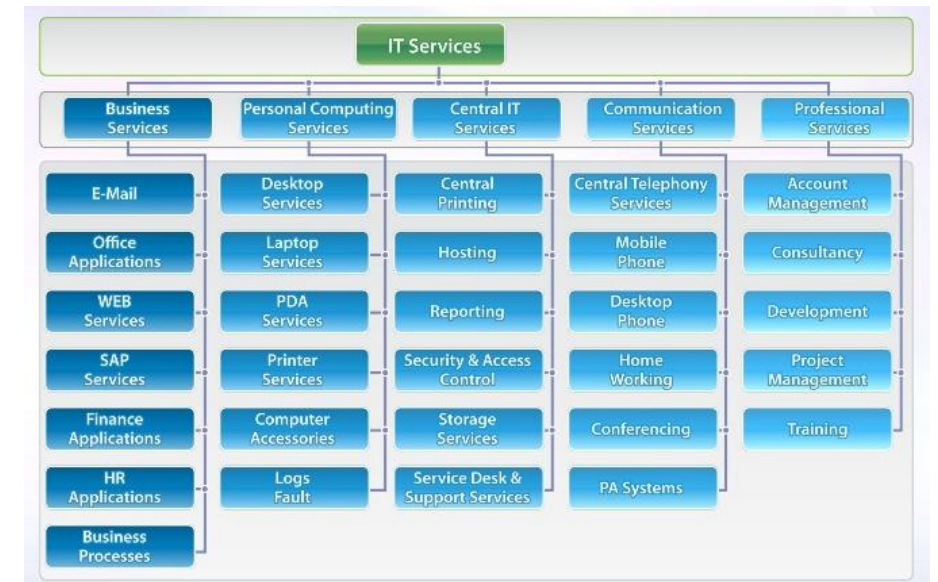 IT Services
Business
Services
Personal Computing
Services
Central IT
Services
Communication
Services
Professional
Services
E-Mail
Office
Applications
WEB
Services
SAP
Services
Finance
Applications
HR
Applications
Business
Processes
Desktop
Services
Laptop
Services
PDA
Services
Printer
Services
Computer
Accessories
Logs
Fault
Central
Printing
Hosting
Reporting
Security & Access
Control
Storage
Services
Service Desk &
Support Services
Central Telephony
Services
Mobile
Phone
Desktop
Phone
Home
Working
Conferencing
PA Systems
Account
Management
Consultancy
Development
Project
Management
Training